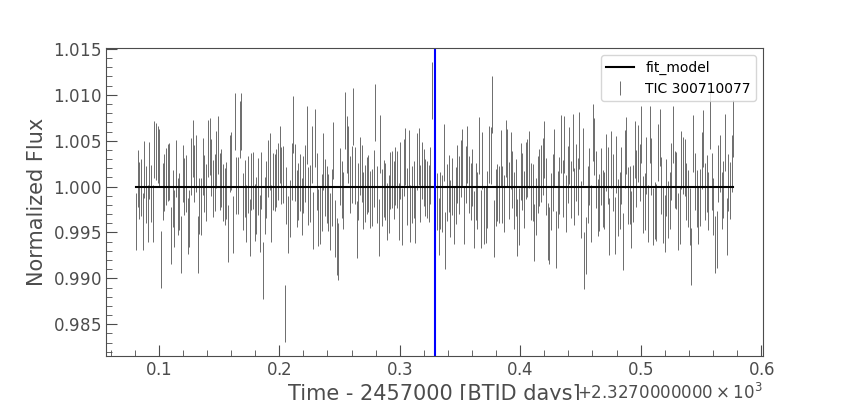 1.015
1.010
1.005
1.000
0.995
0.990
0.985
Normalized Flux
fit_model
TIC 300710077
0.1 0.2 0.3 0.4 0.5 0.6
Time - 2457000 [BTJD days]
+2.3270000000 × 10³